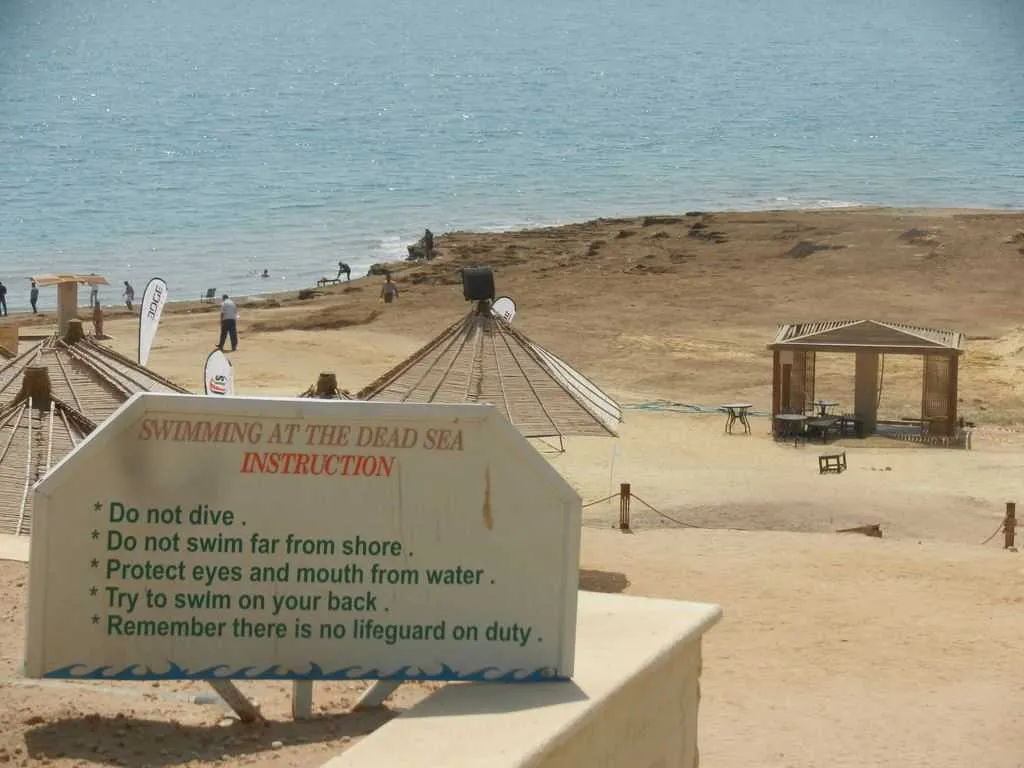 3DGE
SWIMMING AT THE DEAD SEA
INSTRUCTION
* Do not dive .
* Do not swim far from shore .
* Protect eyes and mouth from water .
* Try to swim on your back .
* Remember there is no lifeguard on duty .